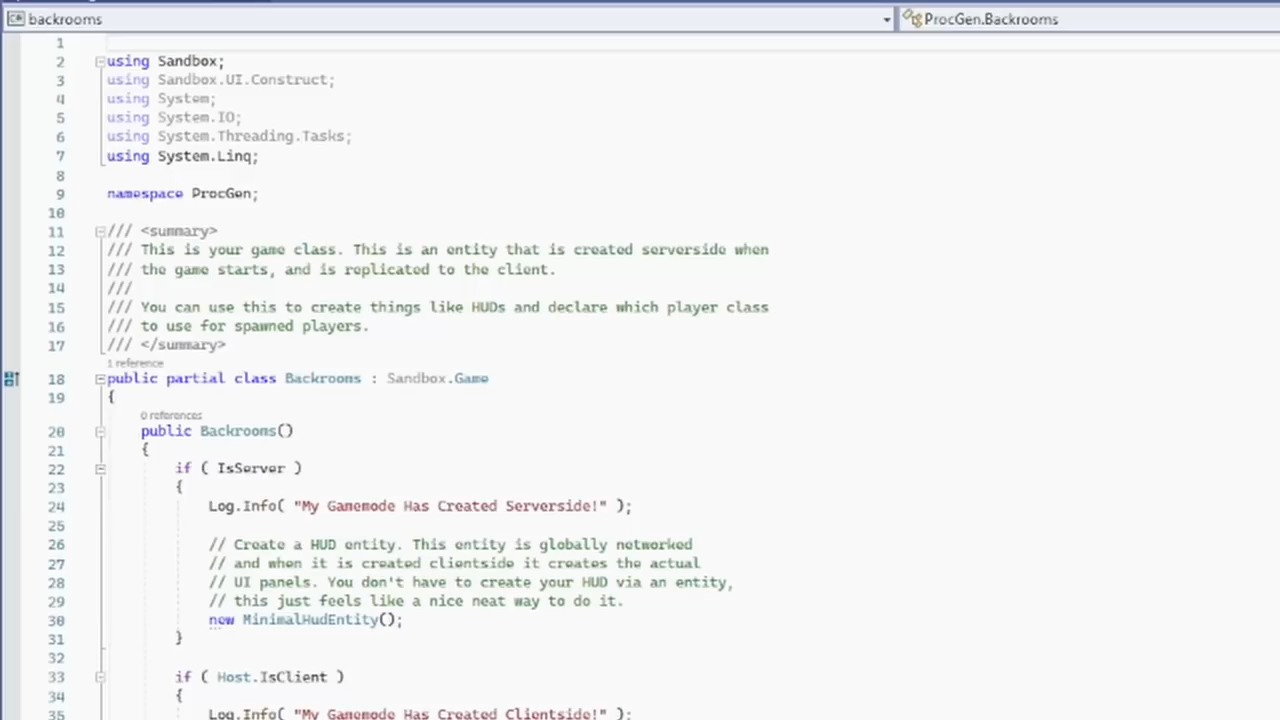 backrooms
ProcGen.Backrooms
1
2 using Sandbox;
3 using Sandbox.UI.Construct;
4 using System;
5 using System.IO;
6 using System.Threading.Tasks;
7 using System.Linq;
8
9 namespace ProcGen;
10
11 /// <summary>
12 /// This is your game class. This is an entity that is created serverside when
13 /// the game starts, and is replicated to the client.
14 ///
15 /// You can use this to create things like HUDs and declare which player class
16 /// to use for spawned players.
17 /// </summary>
1 reference
18 public partial class Backrooms : Sandbox.Game
19 {
0 references
20 public Backrooms()
21 {
22 if ( IsServer )
23 {
24 Log.Info( "My Gamemode Has Created Serverside!" );
25
26 // Create a HUD entity. This entity is globally networked
27 // and when it is created clientside it creates the actual
28 // UI panels. You don't have to create your HUD via an entity,
29 // this just feels like a nice neat way to do it.
30 new MinimalHudEntity();
31 }
32
33 if ( Host.IsClient )
34 {
35 Log.Info( "My Gamemode Has Created Clientside!" );